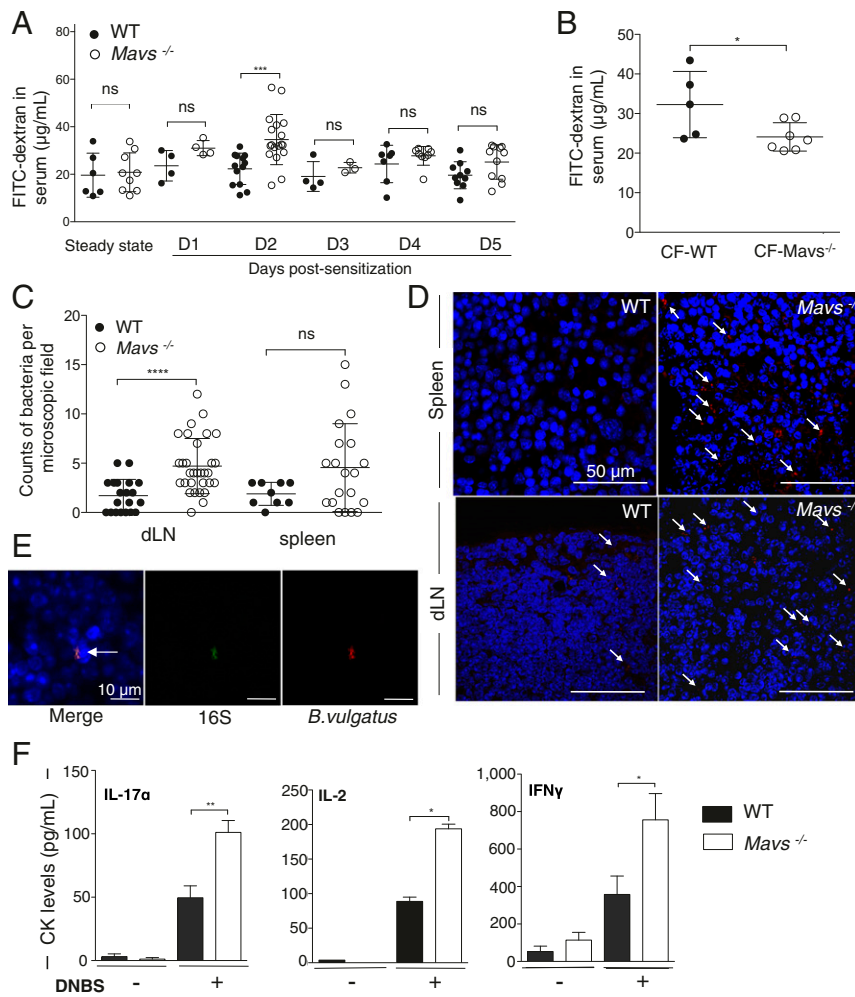 A
WT
Mavs -/-
FITC-dextran in
serum (µg/mL)
80
60
40
20
0
ns
ns
***
ns
ns
ns
Steady state
D1
D2
D3
D4
D5
Days post-sensitization
B
FITC-dextran in
serum (µg/mL)
50
40
30
20
10
0
*
CF-WT
CF-Mavs-/-
C
WT
Mavs -/-
Counts of bacteria per
microscopic field
20
15
10
5
0
****
ns
dLN
spleen
D
Spleen
WT
Mavs -
50 µm
dLN
WT
Mavs -
E
10 µm
Merge
16S
B.vulgatus
F
CK levels (pg/mL)
150
100
50
0
IL-17α
**
250
200
150
100
50
0
IL-2
*
1,000
800
600
400
200
0
IFNγ
*
WT
Mavs -/-
DNBS
-
+
-
+
-
+